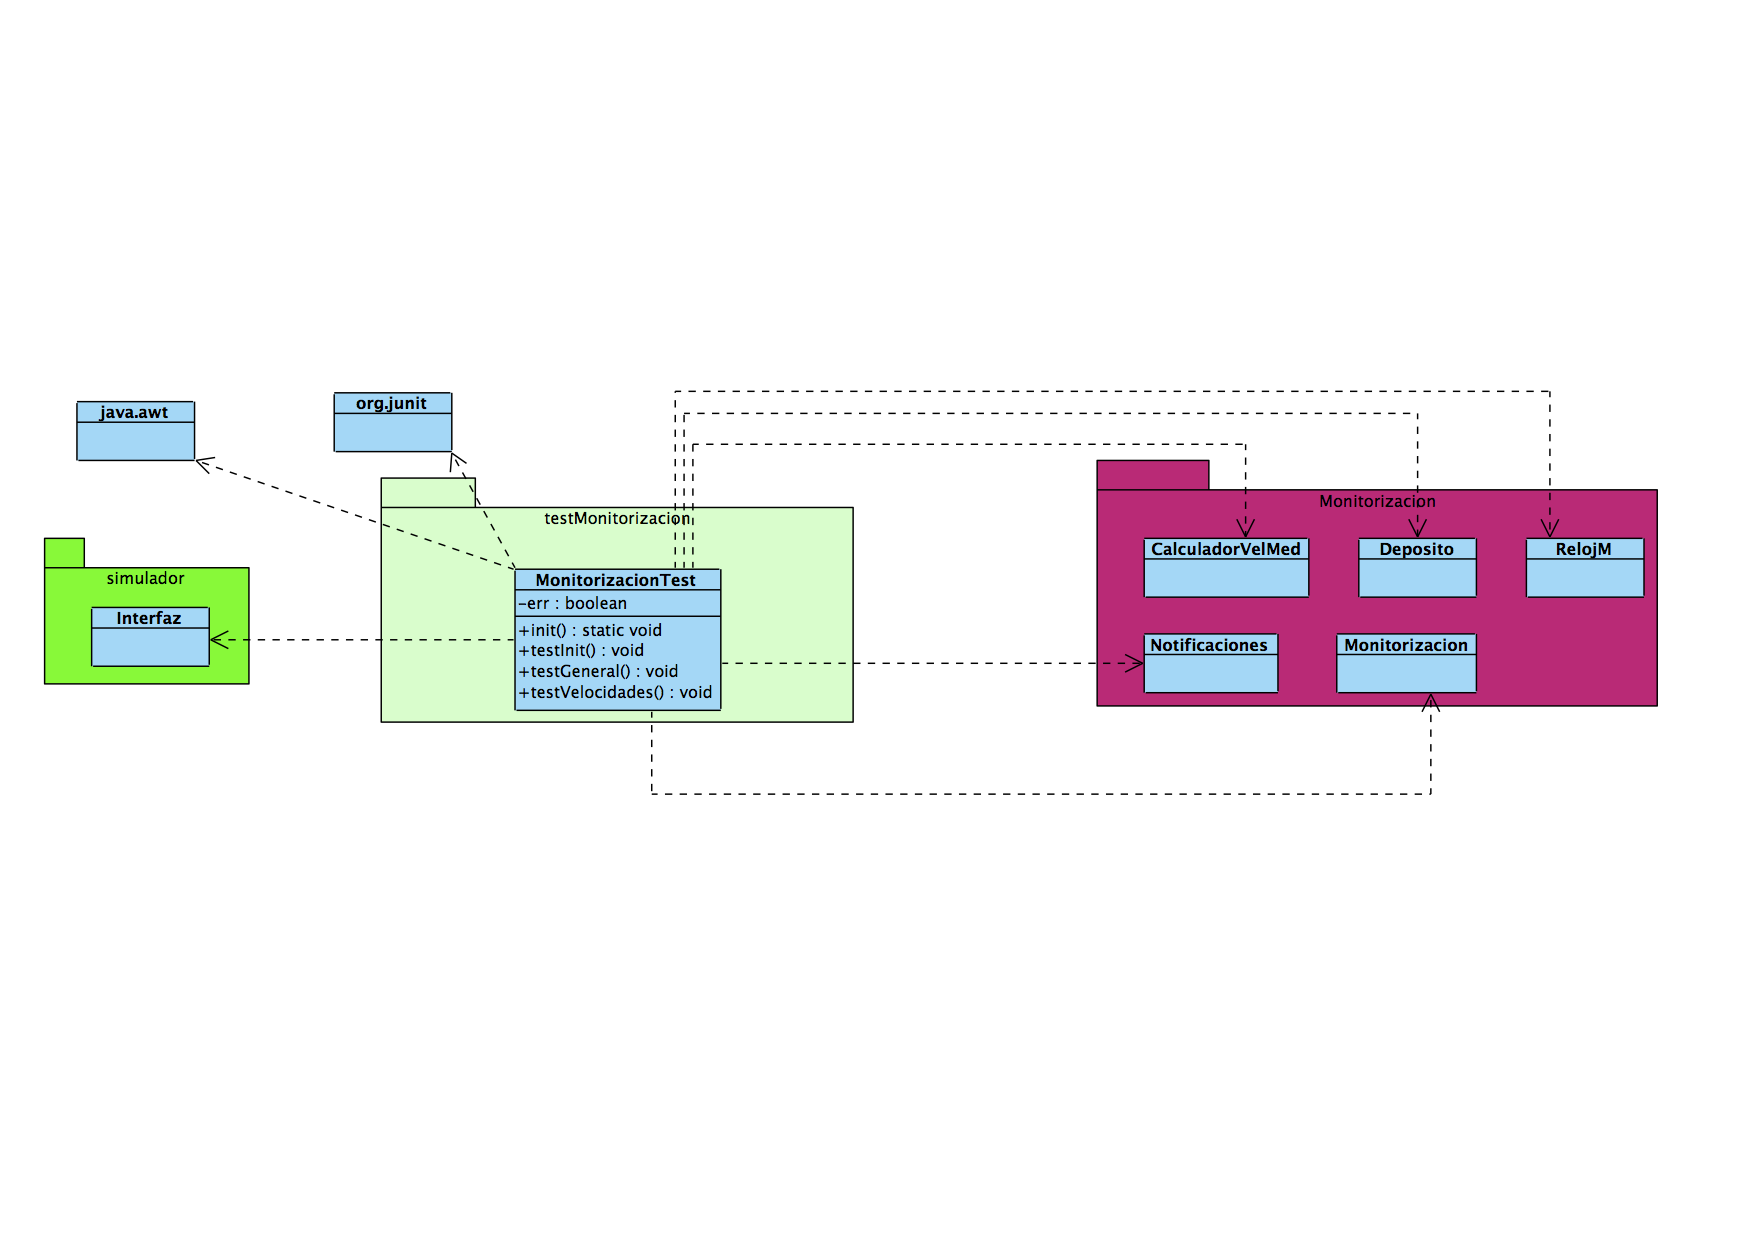 java.awt
org.junit
testMonitorizacion
MonitorizacionTest
-err : boolean
+init() : static void
+testInit() : void
+testGeneral() : void
+testVelocidades() : void
simulador
Interfaz
Monitorizacion
CalculadorVelMed
Deposito
RelojM
Notificaciones
Monitorizacion